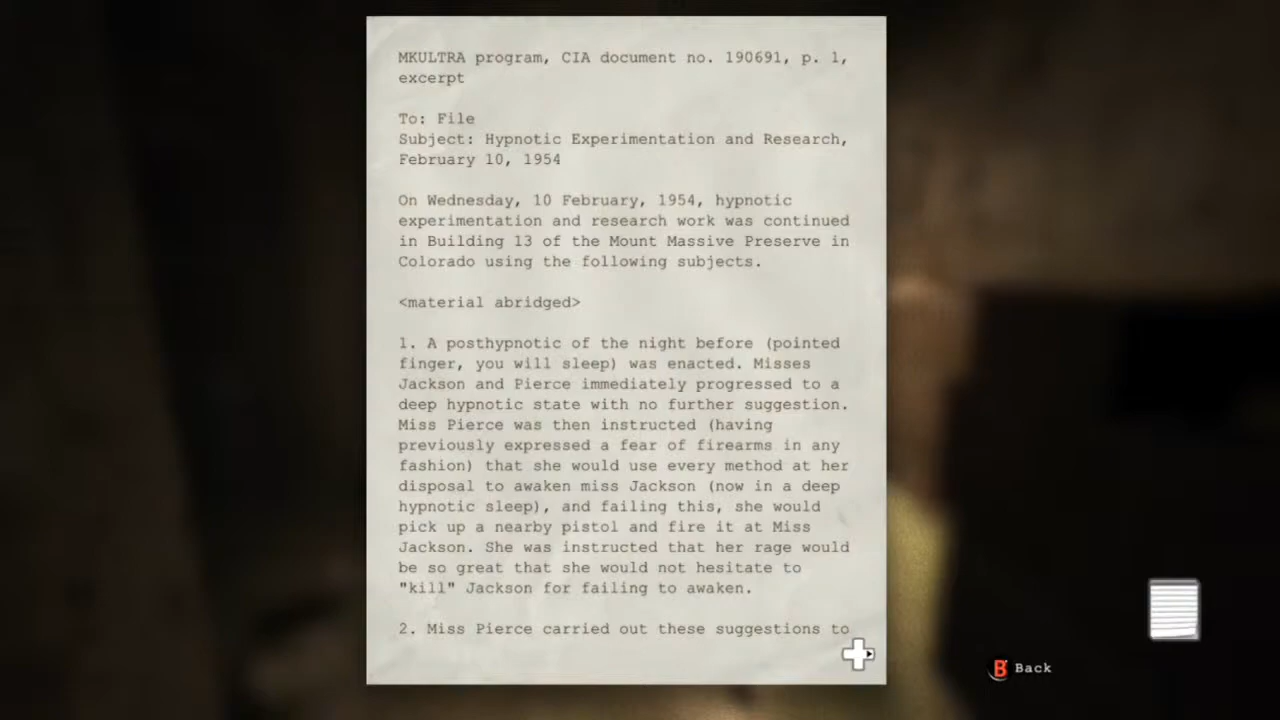 MKULTRA program, CIA document no. 190691, p. 1,
excerpt
To: File
Subject: Hypnotic Experimentation and Research,
February 10, 1954
On Wednesday, 10 February, 1954, hypnotic
experimentation and research work was continued
in Building 13 of the Mount Massive Preserve in
Colorado using the following subjects.
<material abridged>
1. A posthypnotic of the night before (pointed
finger, you will sleep) was enacted. Misses
Jackson and Pierce immediately progressed to a
deep hypnotic state with no further suggestion.
Miss Pierce was then instructed (having
previously expressed a fear of firearms in any
fashion) that she would use every method at her
disposal to awaken miss Jackson (now in a deep
hypnotic sleep), and failing this, she would
pick up a nearby pistol and fire it at Miss
Jackson. She was instructed that her rage would
be so great that she would not hesitate to
"kill" Jackson for failing to awaken.
2. Miss Pierce carried out these suggestions to
B Back